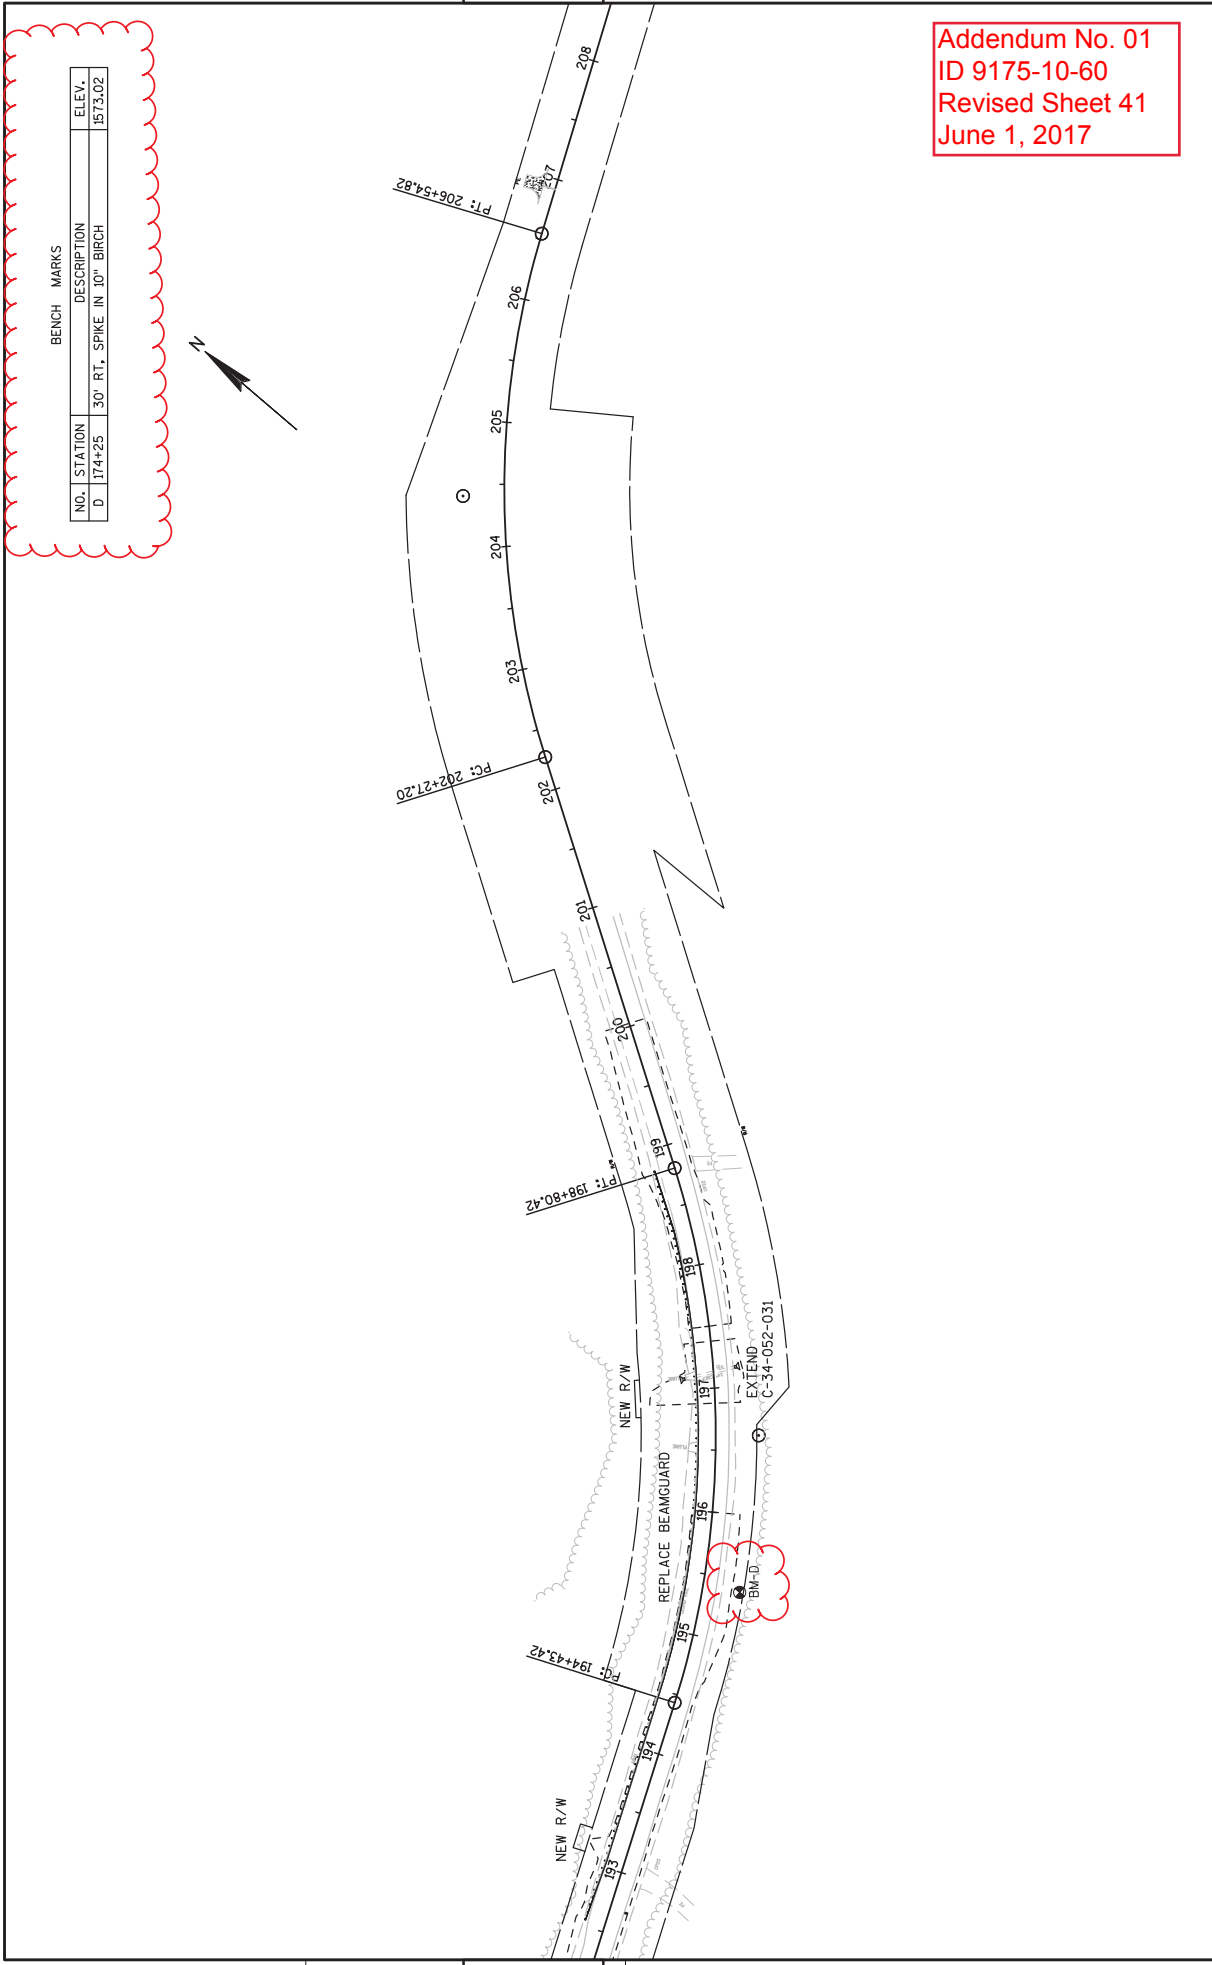 Addendum No. 01
ID 9175-10-60
Revised Sheet 41
June 1, 2017
BENCH MARKS
NO. STATION DESCRIPTION ELEV.
D 174+25 30' RT, SPIKE IN 10" BIRCH 1573.02
N
208
207
PT: 206+54.82
206
205
204
203
PC: 202+27.20
202
201
200
199
PT: 198+80.42
198
EXTEND
C-34-052-031
197
NEW R/W
REPLACE BEAMGUARD
196
BM-D
195
PC: 194+43.42
194
NEW R/W
193